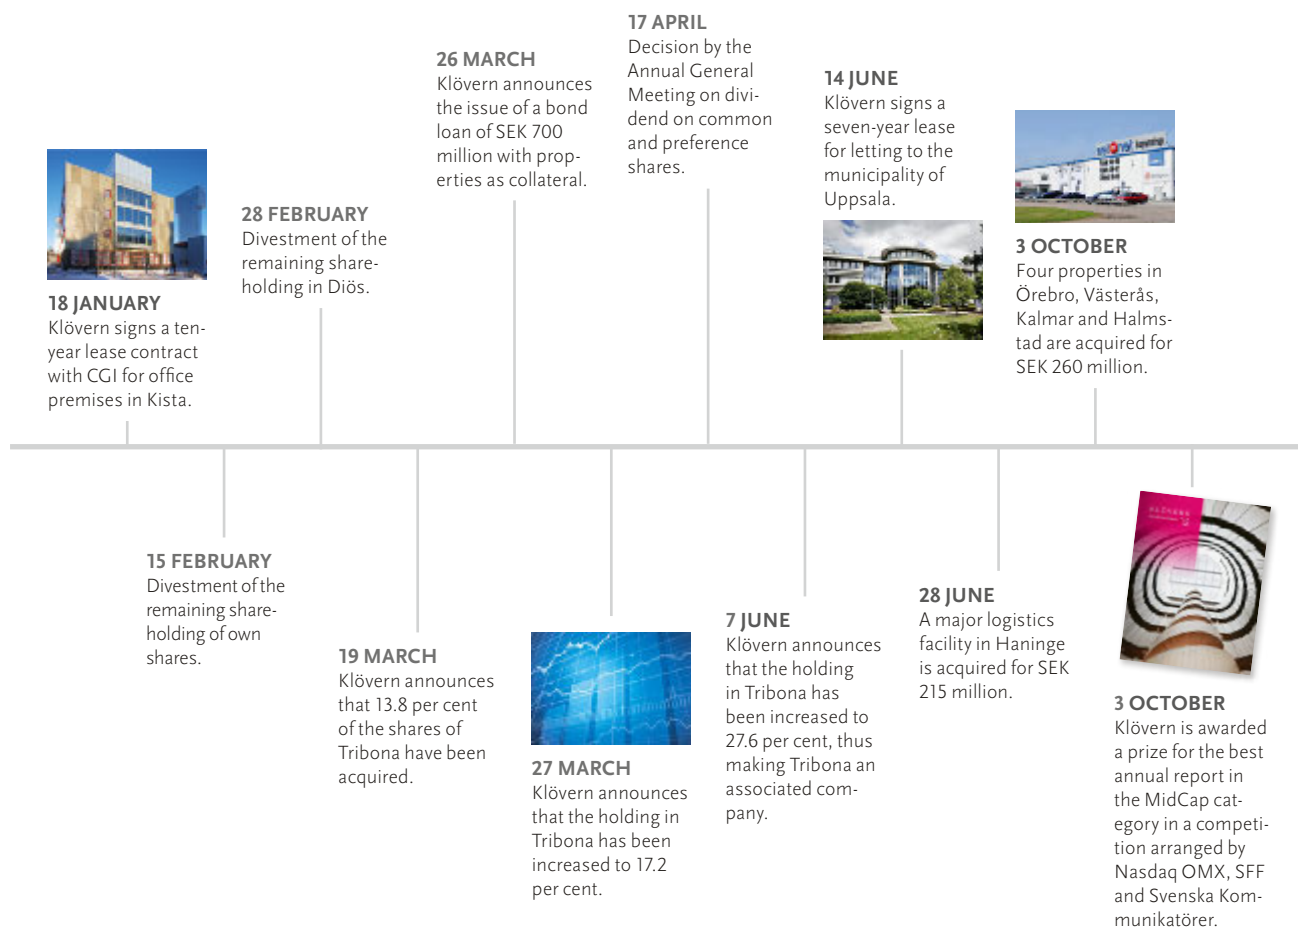 18 JANUARY
Klövern signs a ten-
year lease contract
with CGI for office
premises in Kista.
15 FEBRUARY
Divestment of the
remaining share-
holding of own
shares.
28 FEBRUARY
Divestment of the
remaining share-
holding in Diös.
19 MARCH
Klövern announces
that 13.8 per cent
of the shares of
Tribona have been
acquired.
26 MARCH
Klövern announces
the issue of a bond
loan of SEK 700
million with prop-
erties as collateral.
27 MARCH
Klövern announces
that the holding in
Tribona has been
increased to 17.2
per cent.
17 APRIL
Decision by the
Annual General
Meeting on divi-
dend on common
and preference
shares.
7 JUNE
Klövern announces
that the holding
in Tribona has
been increased to
27.6 per cent, thus
making Tribona an
associated com-
pany.
14 JUNE
Klövern signs a
seven-year lease
for letting to the
municipality of
Uppsala.
28 JUNE
A major logistics
facility in Haninge
is acquired for SEK
215 million.
3 OCTOBER
Four properties in
Örebro, Västerås,
Kalmar and Halms-
tad are acquired for
SEK 260 million.
KLÖVERN
3 OCTOBER
Klövern is awarded
a prize for the best
annual report in
the MidCap cat-
egory in a competi-
tion arranged by
Nasdaq OMX, SFF
and Svenska Kom-
munikatörer.